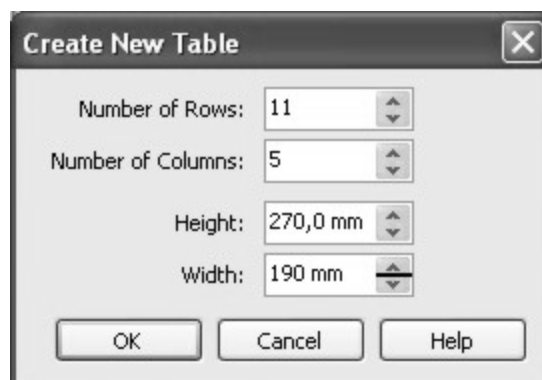 Create New Table
Number of Rows: 11
Number of Columns: 5
Height: 270,0 mm
Width: 190 mm
OK Cancel Help